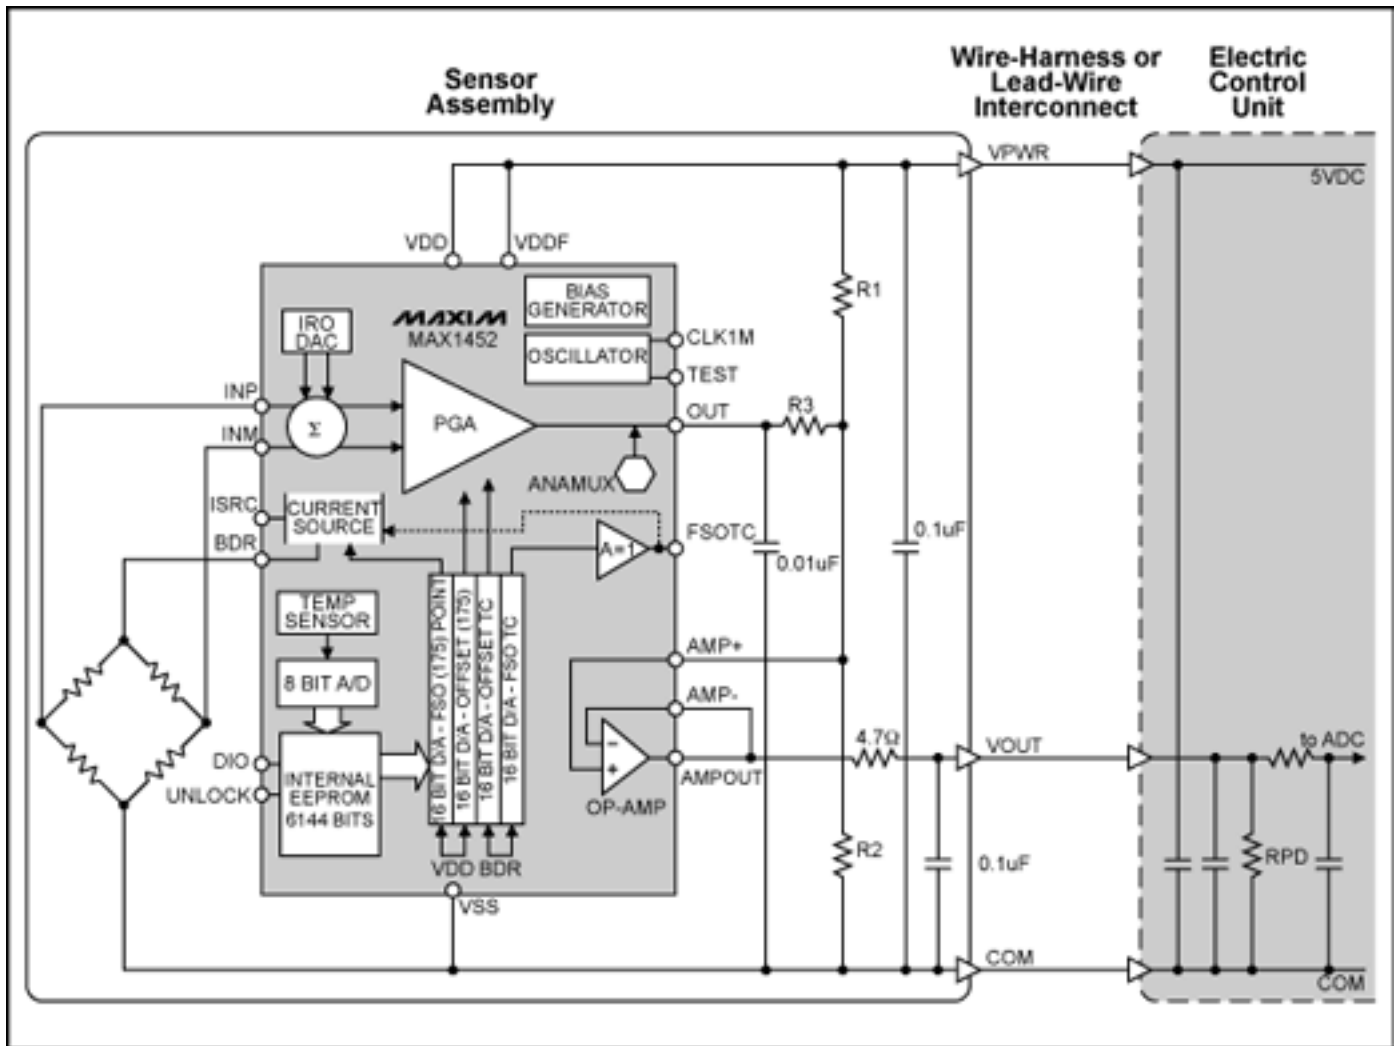 Sensor
Assembly
Wire-Harness or
Lead-Wire
Interconnect
Electric
Control
Unit
VPWR
5VDC
VDD
VDDF
BIAS
GENERATOR
IRO
DAC
MAXIM
MAX1452
OSCILLATOR
CLK1M
TEST
R1
INP
Σ
PGA
OUT
R3
INM
ANAMUX
ISRC
CURRENT
SOURCE
BDR
A=1
FSOTC
0.01uF
0.1uF
TEMP
SENSOR
8 BIT A/D
16 BIT D/A - FSO (175) POINT
16 BIT D/A - OFFSET (175)
16 BIT D/A - OFFSET TC
16 BIT D/A - FSO TC
AMP+
AMP-
4.7Ω
VOUT
to ADC
DIO
UNLOCK
INTERNAL
EEPROM
6144 BITS
-
+
AMPOUT
OP-AMP
R2
0.1uF
RPD
VDD BDR
VSS
COM
COM